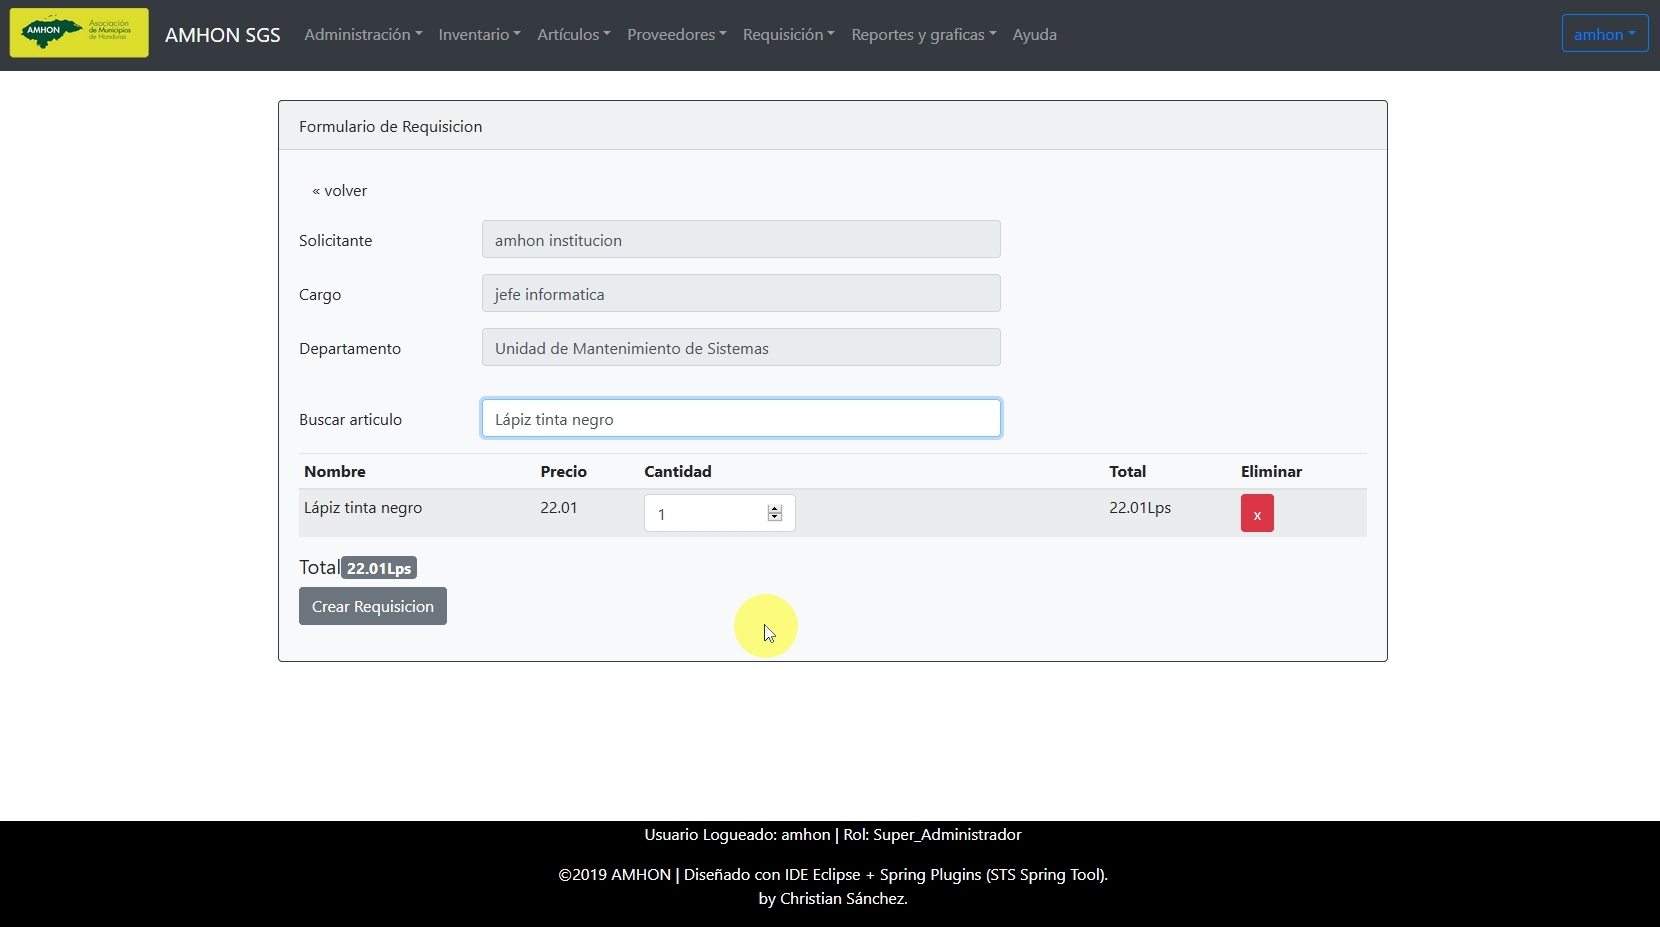 AMHON
Asociación
de Municipios
de Honduras
AMHON SGS
Administración
Inventario
Artículos
Proveedores
Requisición
Reportes y graficas
Ayuda
amhon
Formulario de Requisicion
« volver
Solicitante
amhon institucion
Cargo
jefe informatica
Departamento
Unidad de Mantenimiento de Sistemas
Buscar articulo
Lápiz tinta negro
Nombre Precio Cantidad Total Eliminar
Lápiz tinta negro 22.01 1 22.01Lps x
Total 22.01Lps
Crear Requisicion
Usuario Logueado: amhon | Rol: Super_Administrador
©2019 AMHON | Diseñado con IDE Eclipse + Spring Plugins (STS Spring Tool).
by Christian Sánchez.